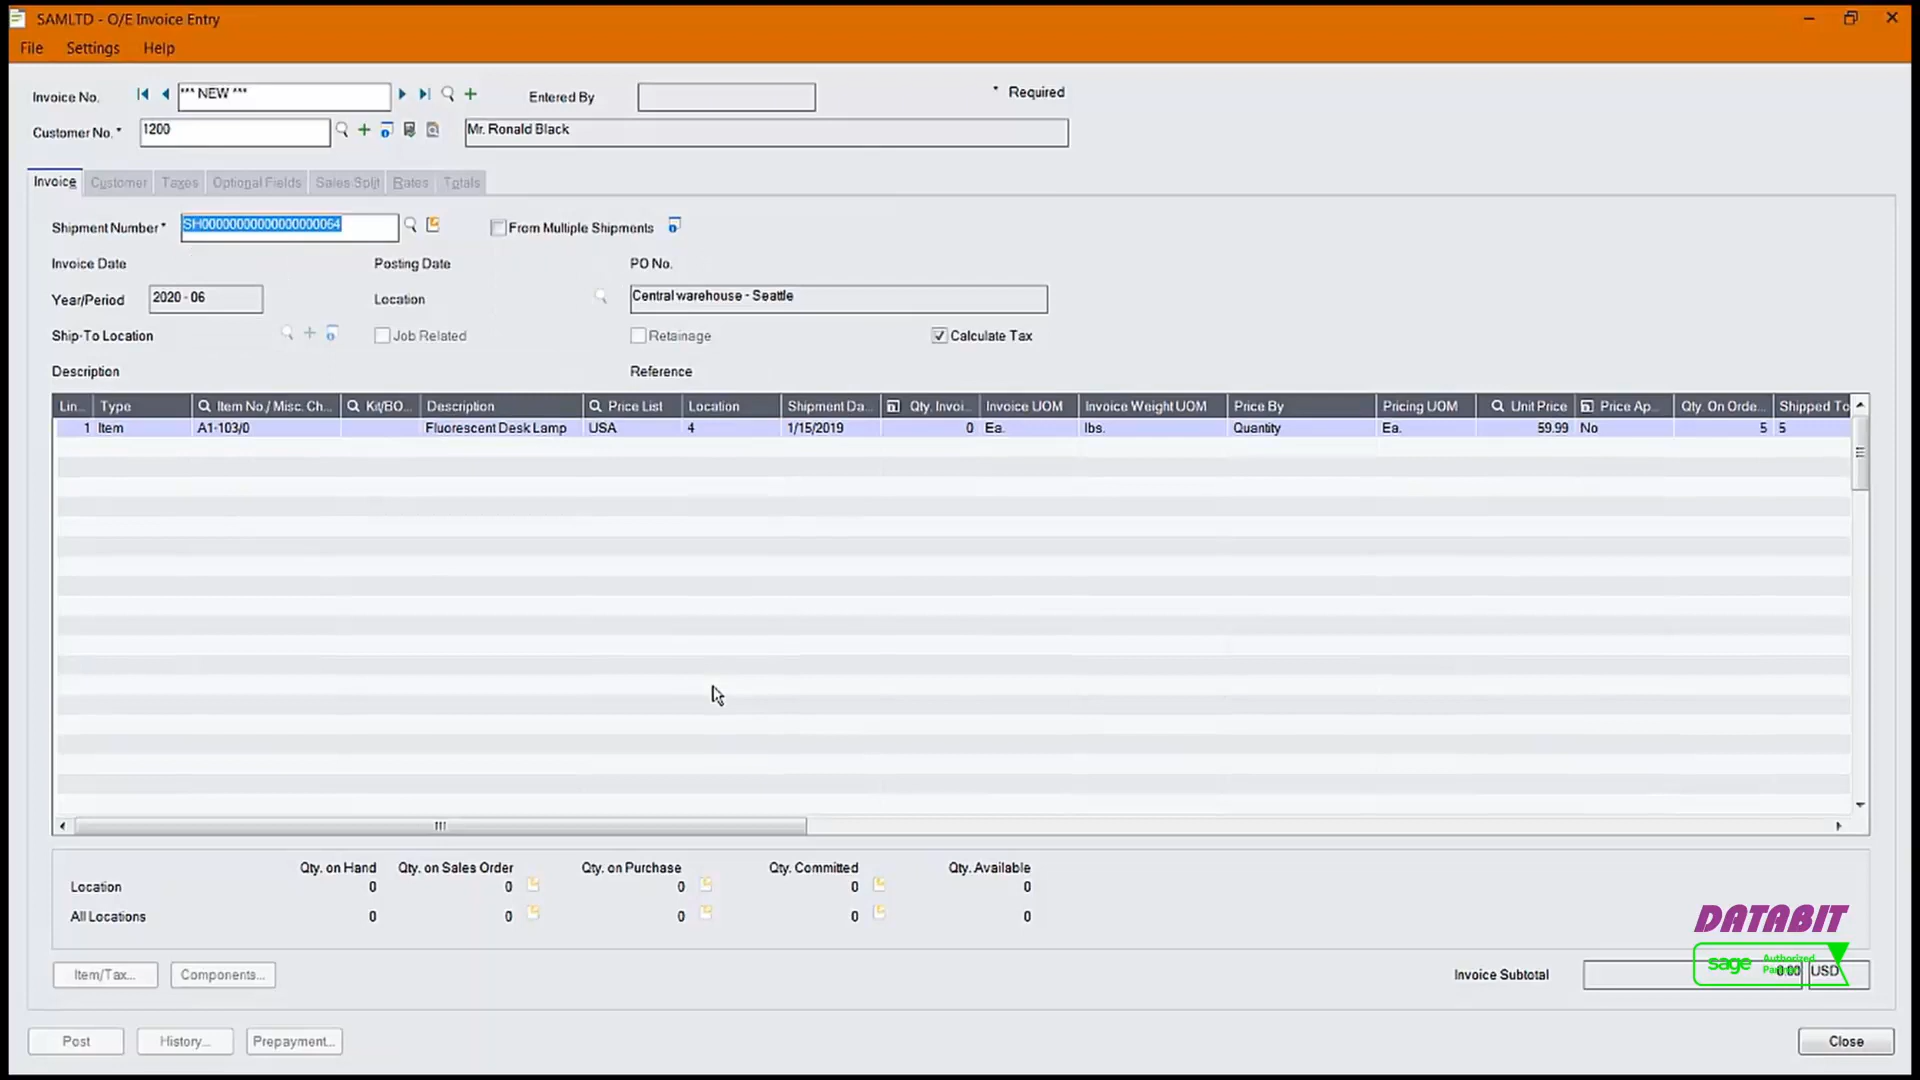 SAMLTD - O/E Invoice Entry
File Settings Help
Invoice No. *** NEW *** Entered By * Required
Customer No. * 1200 Mr. Ronald Black
Invoice Customer Taxes Optional Fields Sales Split Rates Totals
Shipment Number * SH00000000000000000064 From Multiple Shipments
Invoice Date Posting Date PO No.
Year/Period 2020 - 06 Location Central warehouse - Seattle
Ship-To Location Job Related Retainage Calculate Tax
Description Reference
Lin... Type Item No./ Misc. Ch... Kit/BO... Description Price List Location Shipment Da... Qty. Invoi... Invoice UOM Invoice Weight UOM Price By Pricing UOM Unit Price Price Ap... Qty. On Orde... Shipped To
1 Item A1-103/0 Fluorescent Desk Lamp USA 4 1/15/2019 0 Ea. lbs. Quantity Ea. 59.99 No 5 5
Qty. on Hand Qty. on Sales Order Qty. on Purchase Qty. Committed Qty. Available
Location 0 0 0 0 0
All Locations 0 0 0 0 0
DATABIT
sage Authorized
Item/Tax... Components... Invoice Subtotal 0.00 USD
Post History... Prepayment... Close